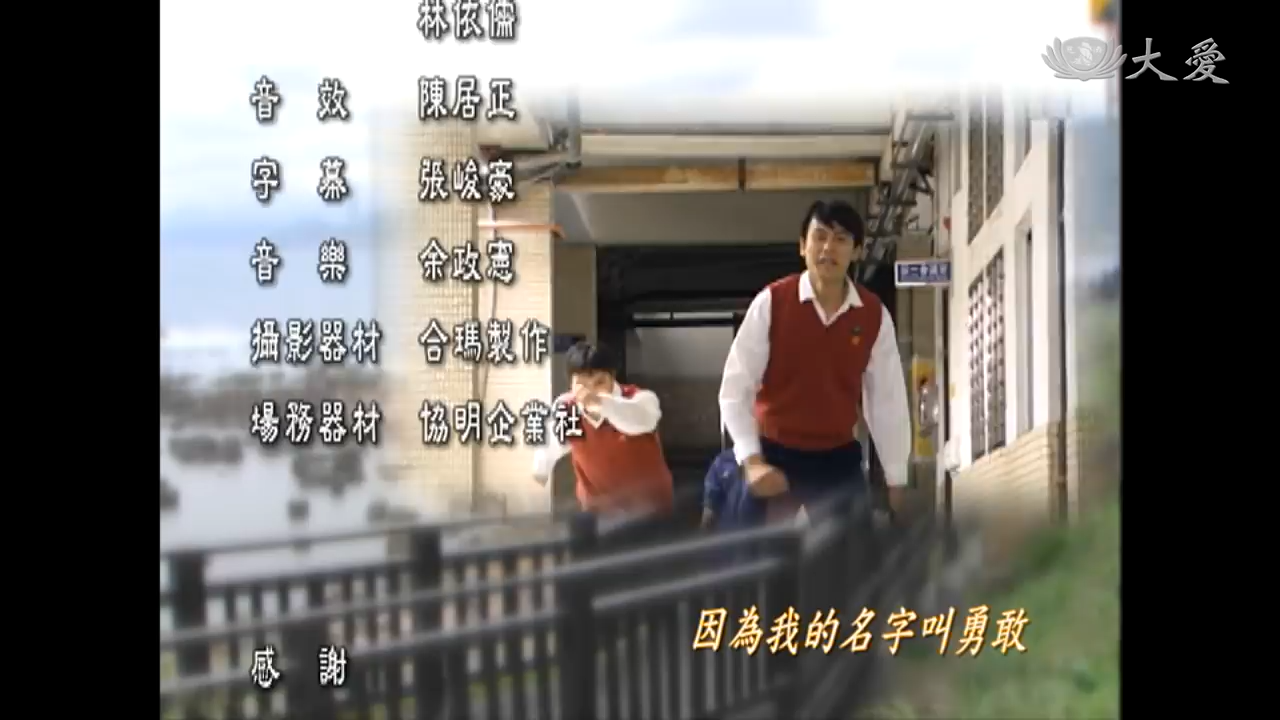 林依儒
大愛
音效 陳居正
字幕 張峻豪
音樂 余政憲
攝影器材 合瑪製作
場務器材 協明企業社
因為我的名字叫勇敢
感謝